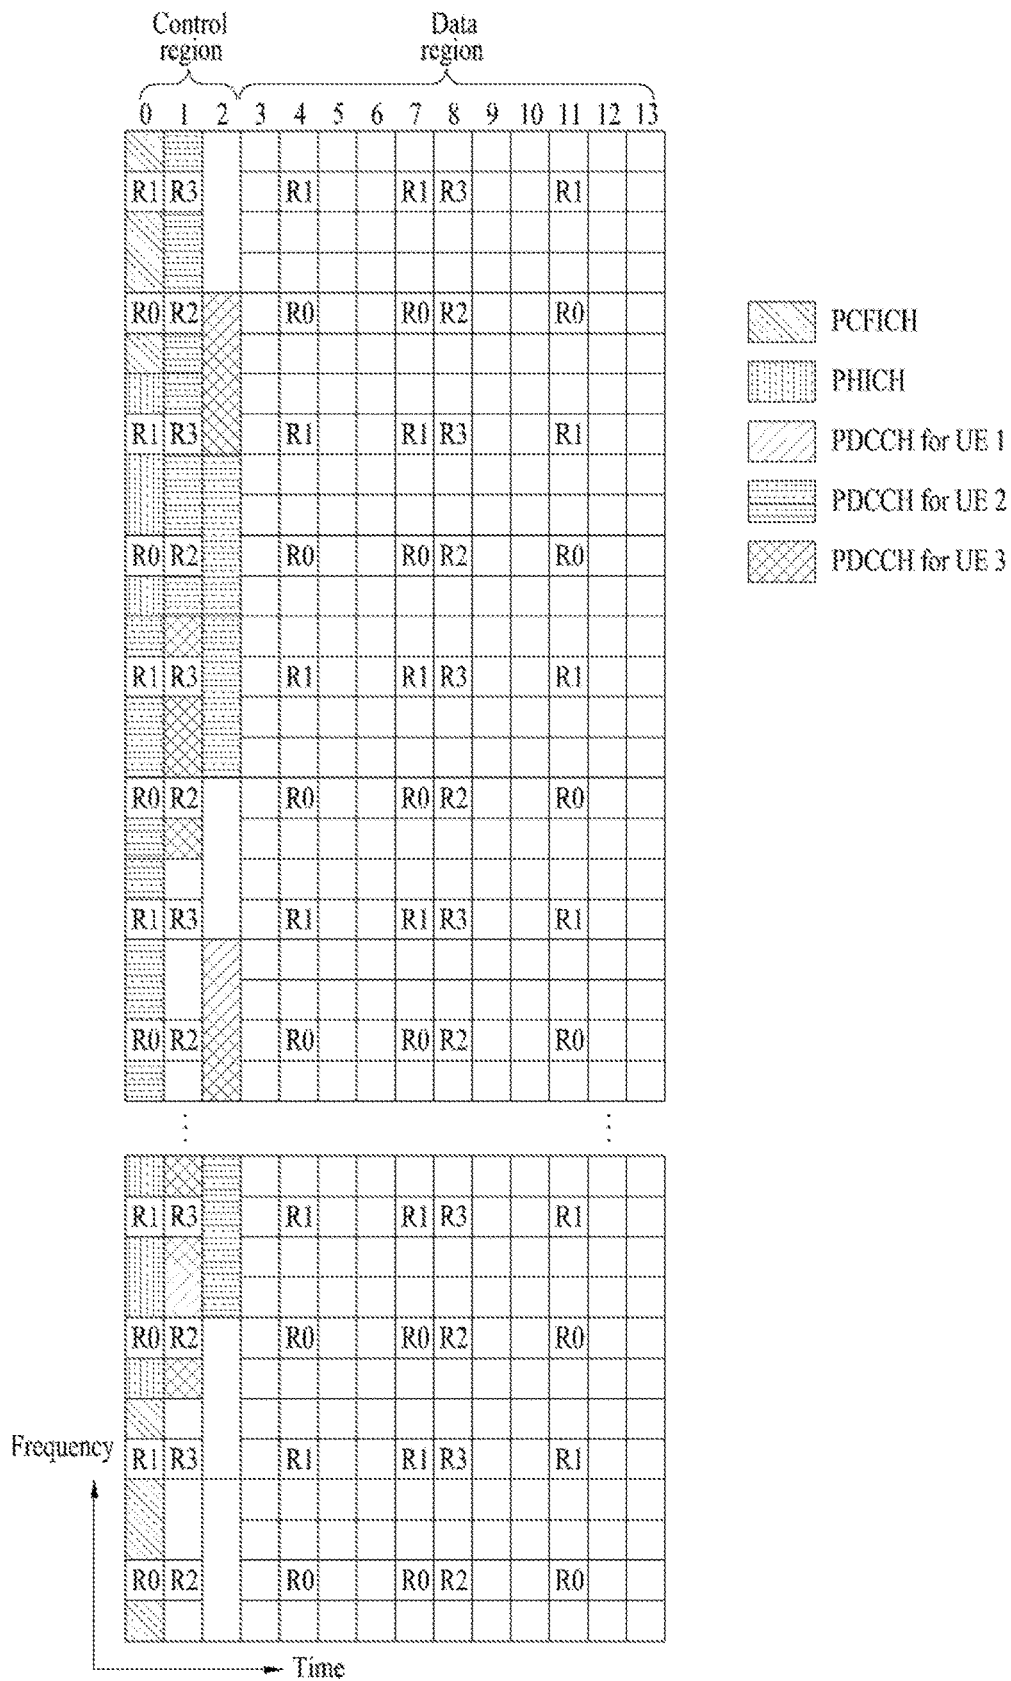 Control region
Data region
0 1 2 3 4 5 6 7 8 9 10 11 12 13
R1 R3 R1 R1 R3 R1
R0 R2 R0 R0 R2 R0
R1 R3 R1 R1 R3 R1
R0 R2 R0 R0 R2 R0
R1 R3 R1 R1 R3 R1
R0 R2 R0 R0 R2 R0
R1 R3 R1 R1 R3 R1
R0 R2 R0 R0 R2 R0
R1 R3 R1 R1 R3 R1
R0 R2 R0 R0 R2 R0
R1 R3 R1 R1 R3 R1
R0 R2 R0 R0 R2 R0
PCFICH
PHICH
PDCCH for UE 1
PDCCH for UE 2
PDCCH for UE 3
Frequency
Time